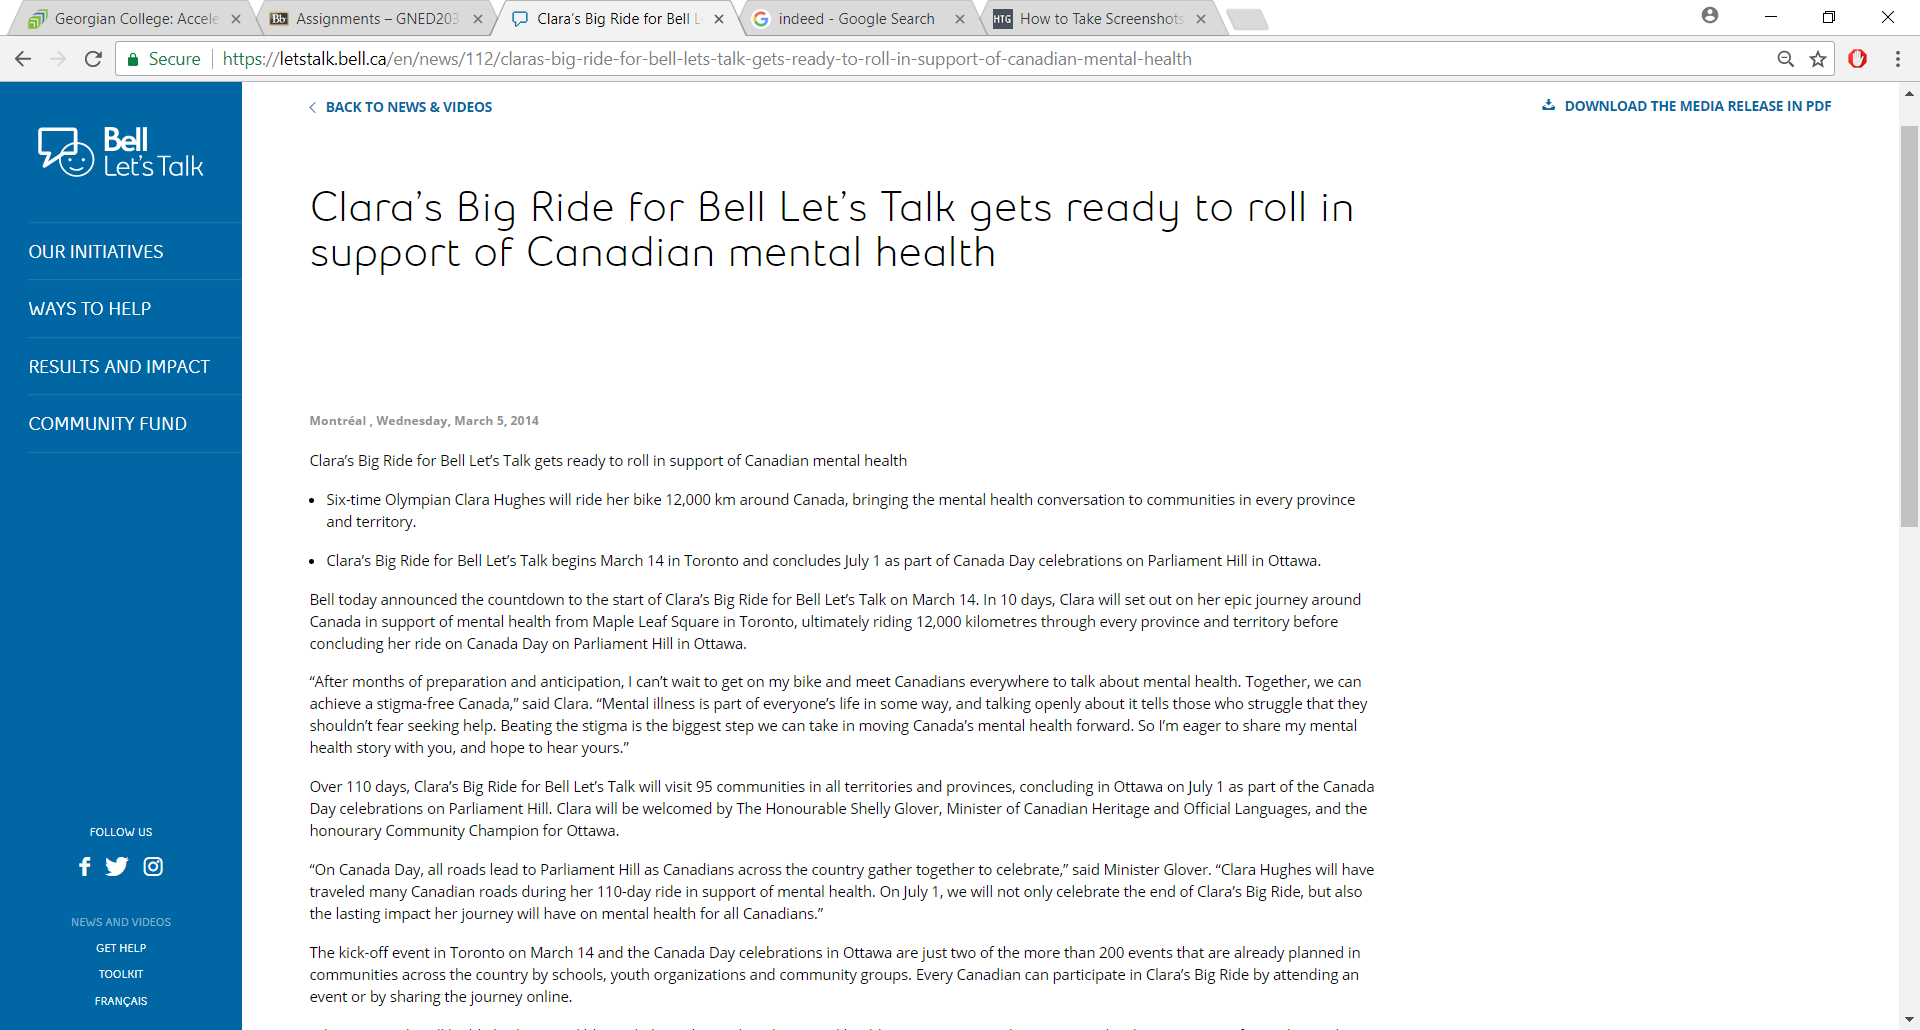 Georgian College: Accele
Assignments – GNED203
Clara's Big Ride for Bell L
indeed - Google Search
HTG How to Take Screenshots
Secure https://letstalk.bell.ca/en/news/112/claras-big-ride-for-bell-lets-talk-gets-ready-to-roll-in-support-of-canadian-mental-health
Bell
Let'sTalk
OUR INITIATIVES
WAYS TO HELP
RESULTS AND IMPACT
COMMUNITY FUND
FOLLOW US
NEWS AND VIDEOS
GET HELP
TOOLKIT
FRANÇAIS
BACK TO NEWS & VIDEOS
DOWNLOAD THE MEDIA RELEASE IN PDF
Clara's Big Ride for Bell Let's Talk gets ready to roll in
support of Canadian mental health
Montréal , Wednesday, March 5, 2014
Clara's Big Ride for Bell Let's Talk gets ready to roll in support of Canadian mental health
• Six-time Olympian Clara Hughes will ride her bike 12,000 km around Canada, bringing the mental health conversation to communities in every province
and territory.
• Clara's Big Ride for Bell Let's Talk begins March 14 in Toronto and concludes July 1 as part of Canada Day celebrations on Parliament Hill in Ottawa.
Bell today announced the countdown to the start of Clara's Big Ride for Bell Let's Talk on March 14. In 10 days, Clara will set out on her epic journey around
Canada in support of mental health from Maple Leaf Square in Toronto, ultimately riding 12,000 kilometres through every province and territory before
concluding her ride on Canada Day on Parliament Hill in Ottawa.
“After months of preparation and anticipation, I can't wait to get on my bike and meet Canadians everywhere to talk about mental health. Together, we can
achieve a stigma-free Canada,” said Clara. “Mental illness is part of everyone's life in some way, and talking openly about it tells those who struggle that they
shouldn't fear seeking help. Beating the stigma is the biggest step we can take in moving Canada's mental health forward. So I'm eager to share my mental
health story with you, and hope to hear yours.”
Over 110 days, Clara's Big Ride for Bell Let's Talk will visit 95 communities in all territories and provinces, concluding in Ottawa on July 1 as part of the Canada
Day celebrations on Parliament Hill. Clara will be welcomed by The Honourable Shelly Glover, Minister of Canadian Heritage and Official Languages, and the
honourary Community Champion for Ottawa.
“On Canada Day, all roads lead to Parliament Hill as Canadians across the country gather together to celebrate,” said Minister Glover. “Clara Hughes will have
traveled many Canadian roads during her 110-day ride in support of mental health. On July 1, we will not only celebrate the end of Clara's Big Ride, but also
the lasting impact her journey will have on mental health for all Canadians.”
The kick-off event in Toronto on March 14 and the Canada Day celebrations in Ottawa are just two of the more than 200 events that are already planned in
communities across the country by schools, youth organizations and community groups. Every Canadian can participate in Clara's Big Ride by attending an
event or by sharing the journey online.